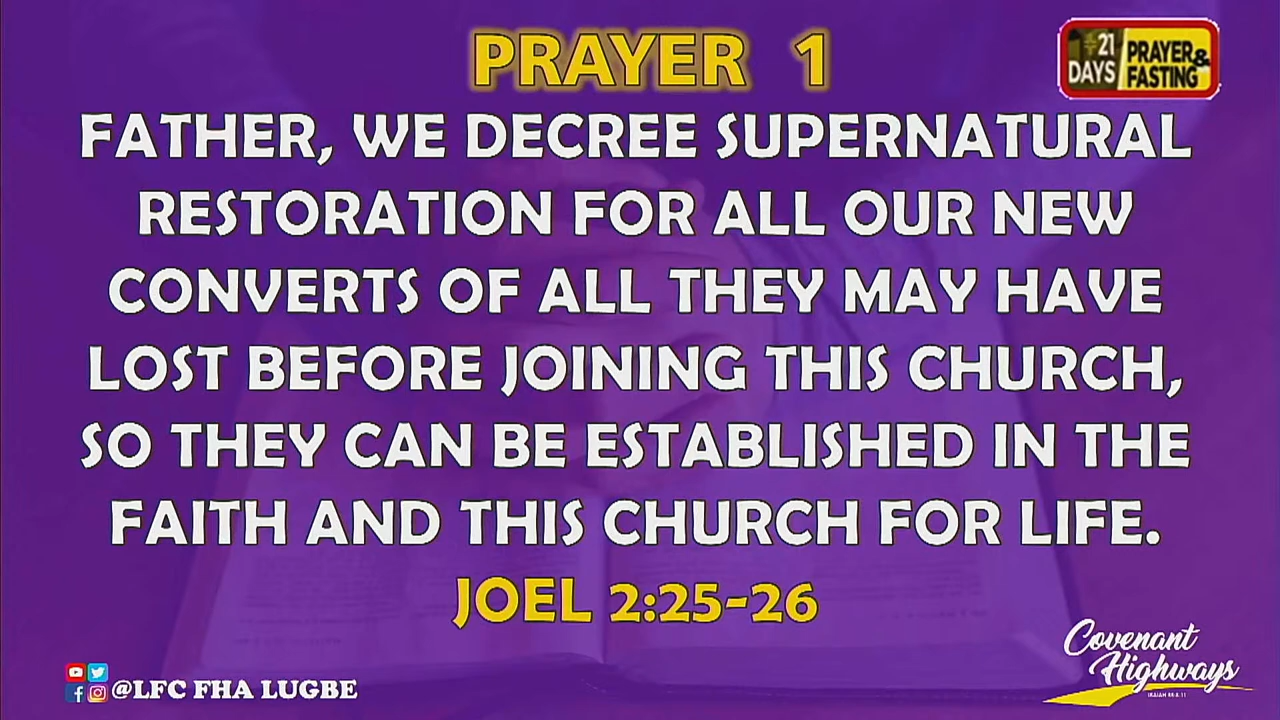 PRAYER 1
21
DAYS
PRAYER&
FASTING
FATHER, WE DECREE SUPERNATURAL
RESTORATION FOR ALL OUR NEW
CONVERTS OF ALL THEY MAY HAVE
LOST BEFORE JOINING THIS CHURCH,
SO THEY CAN BE ESTABLISHED IN THE
FAITH AND THIS CHURCH FOR LIFE.
JOEL 2:25-26
@LFC FHA LUGBE
Covenant
Highways